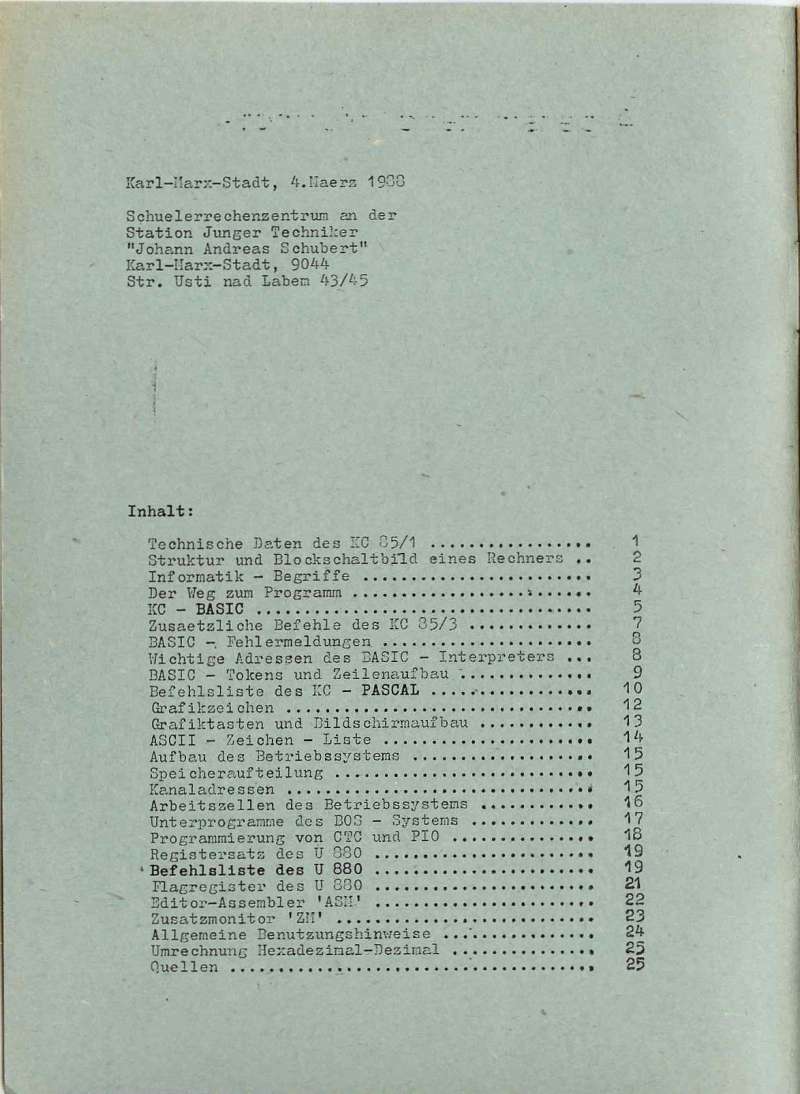 Karl-Marx-Stadt, 4.Maerz 1988
Schuelerrechenzentrum an der
Station Junger Techniker
"Johann Andreas Schubert"
Karl-Marx-Stadt, 9044
Str. Usti nad Labem 43/45
Inhalt:
Technische Daten des KC 85/1 ................. 1
Struktur und Blockschaltbild eines Rechners .. 2
Informatik - Begriffe ........................ 3
Der Weg zum Programm ......................... 4
KC - BASIC ................................... 5
Zusaetzliche Befehle des KC 85/3 ............. 7
BASIC - Fehlermeldungen ...................... 8
Wichtige Adressen des BASIC - Interpreters ... 8
BASIC - Tokens und Zeilenaufbau .............. 9
Befehlsliste des KC - PASCAL ................. 10
Grafikzeichen ................................ 12
Grafiktasten und Bildschirmaufbau ............ 13
ASCII - Zeichen - Liste ...................... 14
Aufbau des Betriebssystems ................... 15
Speicheraufteilung ........................... 15
Kanaladressen ................................ 15
Arbeitszellen des Betriebssystems ............ 16
Unterprogramme des BOS - Systems ............. 17
Programmierung von CTC und PIO ............... 18
Registersatz des U 880 ....................... 19
Befehlsliste des U 880 ....................... 19
Flagregister des U 880 ....................... 21
Editor-Assembler 'ASM' ....................... 22
Zusatzmonitor 'ZM' ........................... 23
Allgemeine Benutzungshinweise ................ 24
Umrechnung Hexadezimal-Dezimal ............... 25
Quellen ...................................... 25